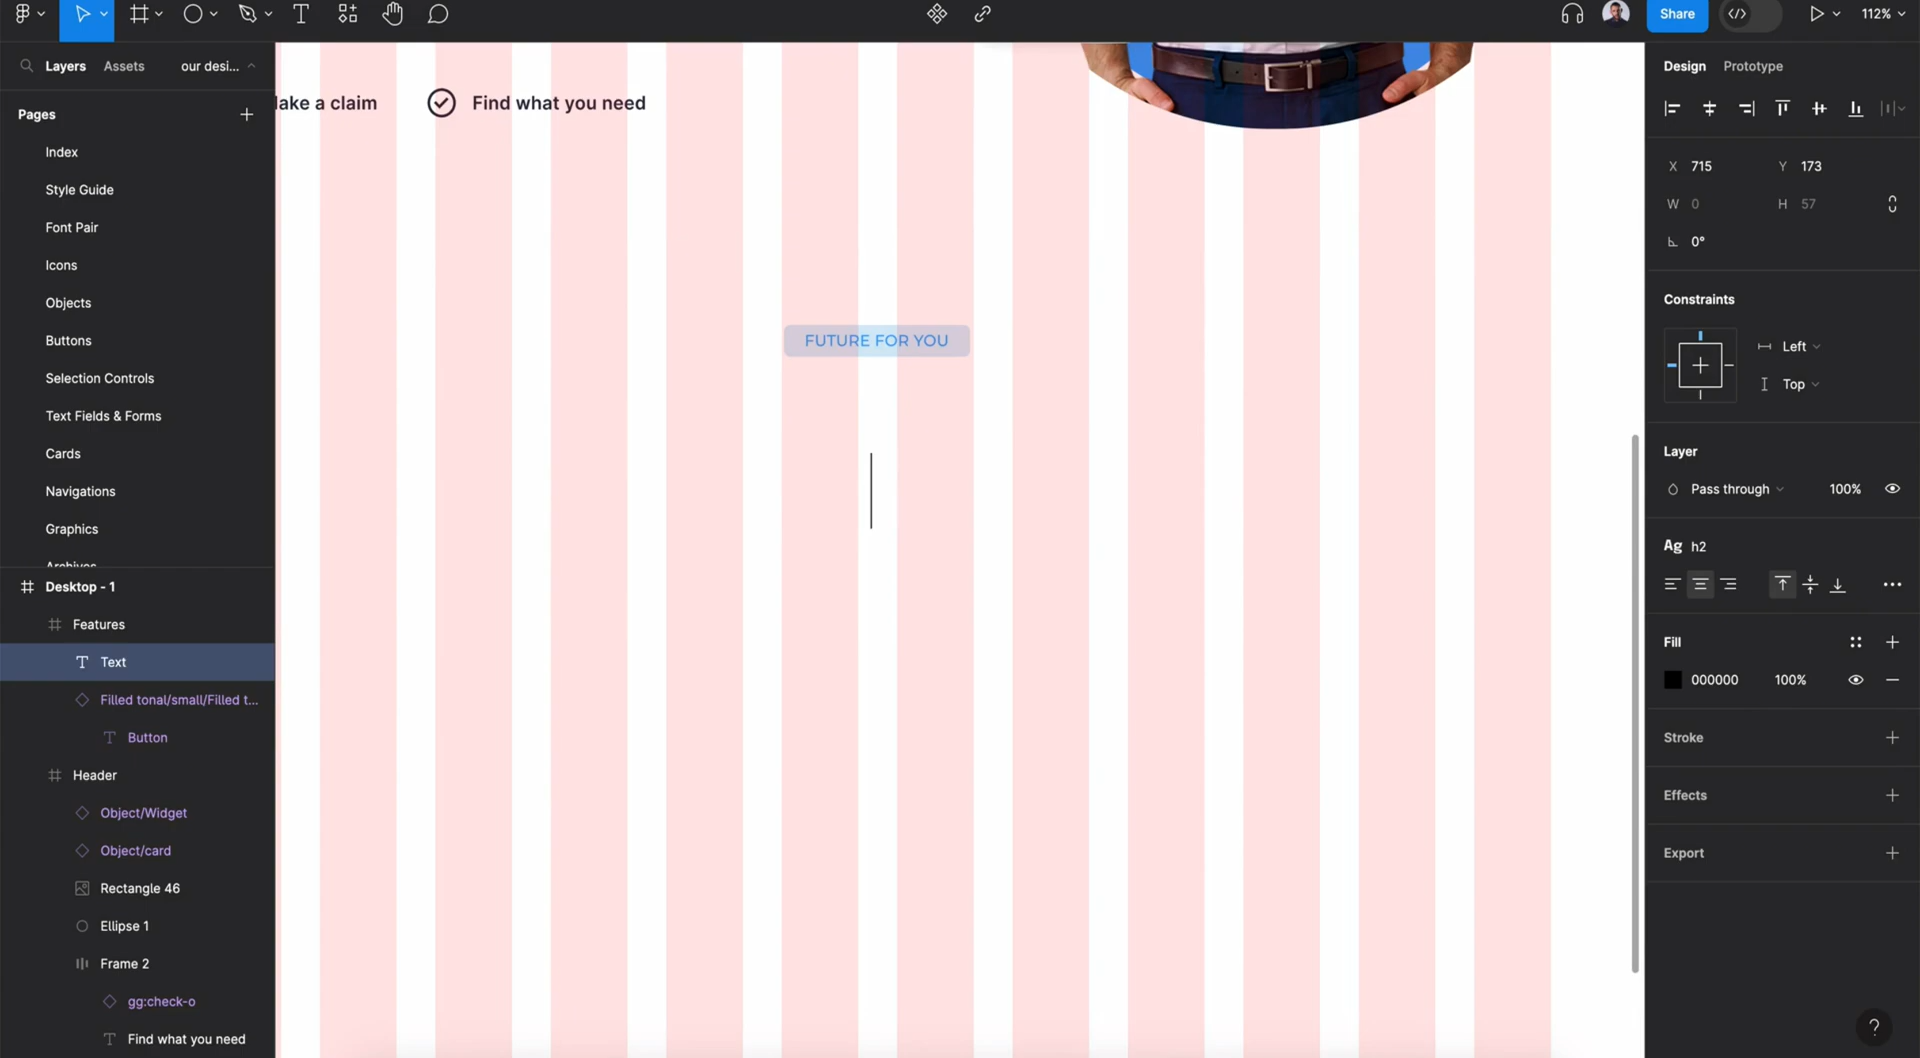 Share
112%
Layers
Assets
our desi...
Pages
Index
Style Guide
Font Pair
Icons
Objects
Buttons
Selection Controls
Text Fields & Forms
Cards
Navigations
Graphics
Archives
Desktop - 1
Features
Text
Filled tonal/small/Filled t...
Button
Header
Object/Widget
Object/card
Rectangle 46
Ellipse 1
Frame 2
gg:check-o
Find what you need
ake a claim
Find what you need
FUTURE FOR YOU
Design
Prototype
X 715
Y 173
W 0
H 57
0°
Constraints
Left
Top
Layer
Pass through
100%
Ag h2
Fill
000000
100%
Stroke
Effects
Export
?